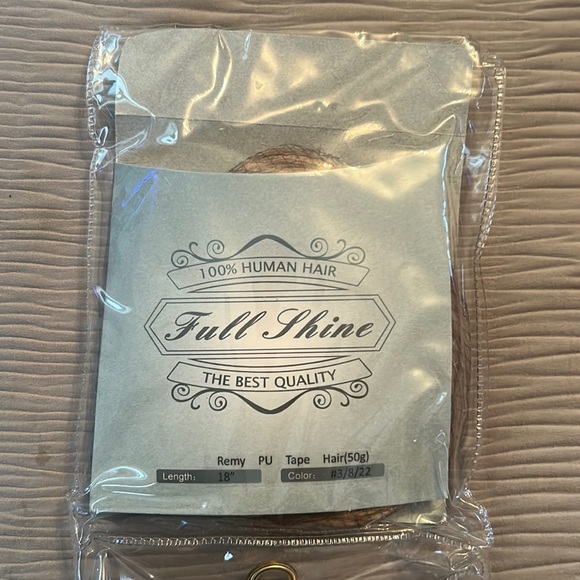 100% HUMAN HAIR
Full Shine
THE BEST QUALITY
Remy PU Tape Hair(50g)
Length: 18" Color: #3/8/22